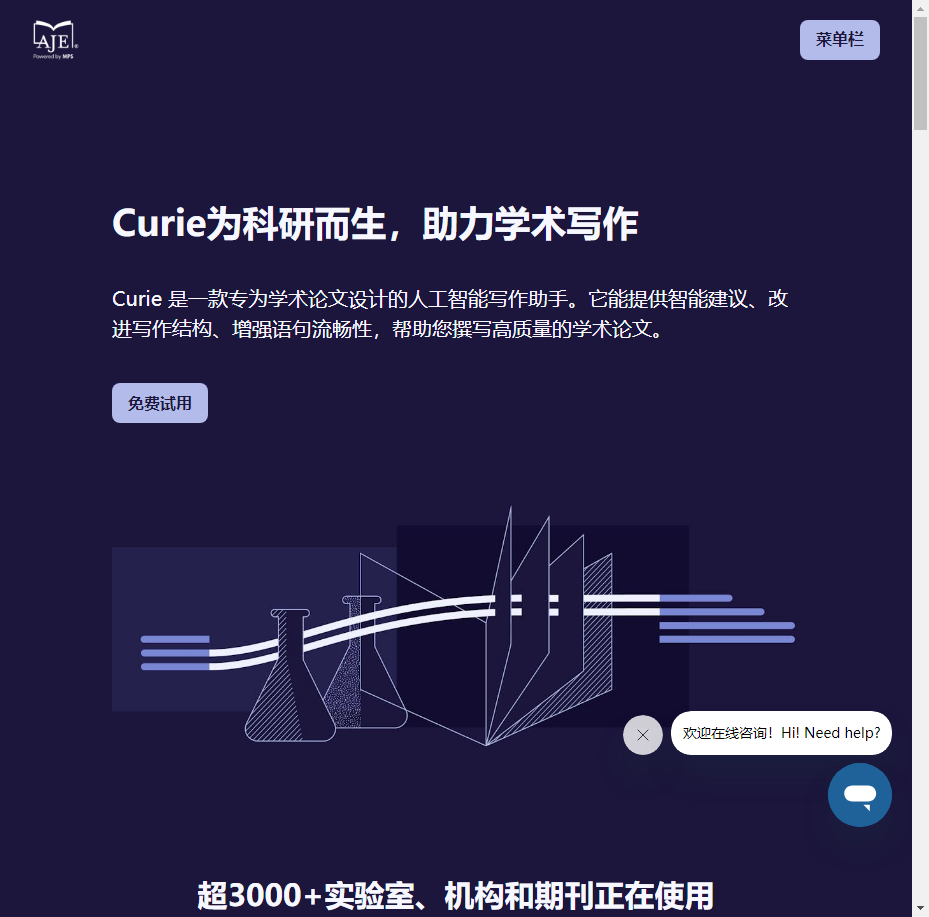 AJE
Powered by MPS
菜单栏
Curie为科研而生，助力学术写作
Curie 是一款专为学术论文设计的人工智能写作助手。它能提供智能建议、改
进写作结构、增强语句流畅性，帮助您撰写高质量的学术论文。
免费试用
欢迎在线咨询！Hi! Need help?
超3000+实验室、机构和期刊正在使用